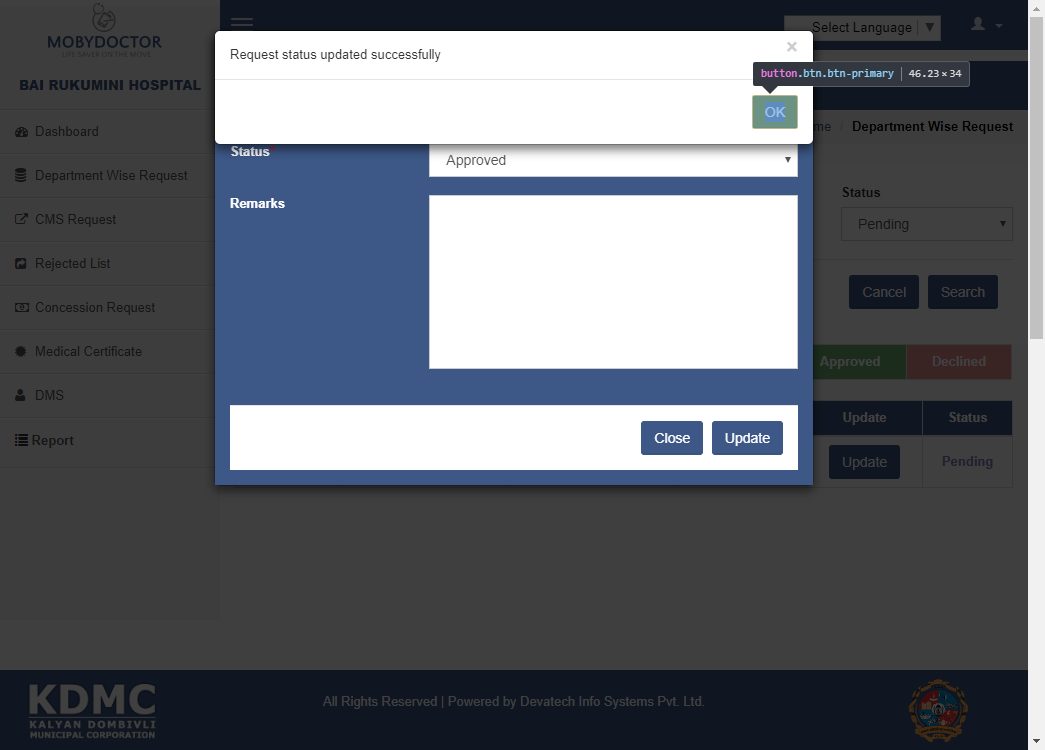 MOBYDOCTOR
LIFE SAVER ON THE MOVE
BAI RUKUMINI HOSPITAL
Dashboard
Department Wise Request
CMS Request
Rejected List
Concession Request
Medical Certificate
DMS
Report
Select Language ▼
Request status updated successfully
×
button.btn.btn-primary | 46.23 × 34
OK
/ Department Wise Request
Status*
Approved
Remarks
Close
Update
Status
Pending
Cancel
Search
Approved
Declined
Update
Status
Update
Pending
KDMC
KALYAN DOMBIVLI
MUNICIPAL CORPORATION
All Rights Reserved | Powered by Devatech Info Systems Pvt. Ltd.